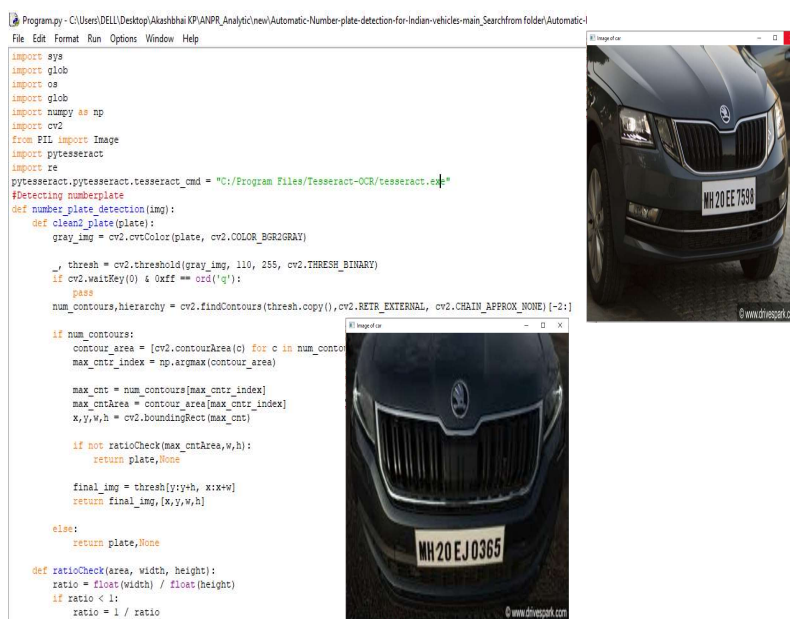 Program.py - C:\Users\DELL\Desktop\Akashbhai KP\ANPR_Analytic\new\Automatic-Number-plate-detection-for-Indian-vehicles-main_Searchfrom folder\Automatic-
File Edit Format Run Options Window Help
import sys
import glob
import os
import glob
import numpy as np
import cv2
from PIL import Image
import pytesseract
import re
pytesseract.pytesseract.tesseract_cmd = "C:/Program Files/Tesseract-OCR/tesseract.exe"
#Detecting numberplate
def number_plate_detection(img):
    def clean2_plate(plate):
        gray_img = cv2.cvtColor(plate, cv2.COLOR_BGR2GRAY)
        _, thresh = cv2.threshold(gray_img, 110, 255, cv2.THRESH_BINARY)
        if cv2.waitKey(0) & 0xff == ord('q'):
            pass
        num_contours,hierarchy = cv2.findContours(thresh.copy(),cv2.RETR_EXTERNAL, cv2.CHAIN_APPROX_NONE)[-2:]
        if num_contours:
            contour_area = [cv2.contourArea(c) for c in num_conto
            max_cntr_index = np.argmax(contour_area)
            max_cnt = num_contours[max_cntr_index]
            max_cntArea = contour_area[max_cntr_index]
            x,y,w,h = cv2.boundingRect(max_cnt)
            if not ratioCheck(max_cntArea,w,h):
                return plate,None
            final_img = thresh[y:y+h, x:x+w]
            return final_img,[x,y,w,h]
        else:
            return plate,None
    def ratioCheck(area, width, height):
        ratio = float(width) / float(height)
        if ratio < 1:
            ratio = 1 / ratio
Image of car
MH 20 EE 7598
© www.drivespark.c
Image of car
MH 20 EJ 0365
© www.drivespark.com